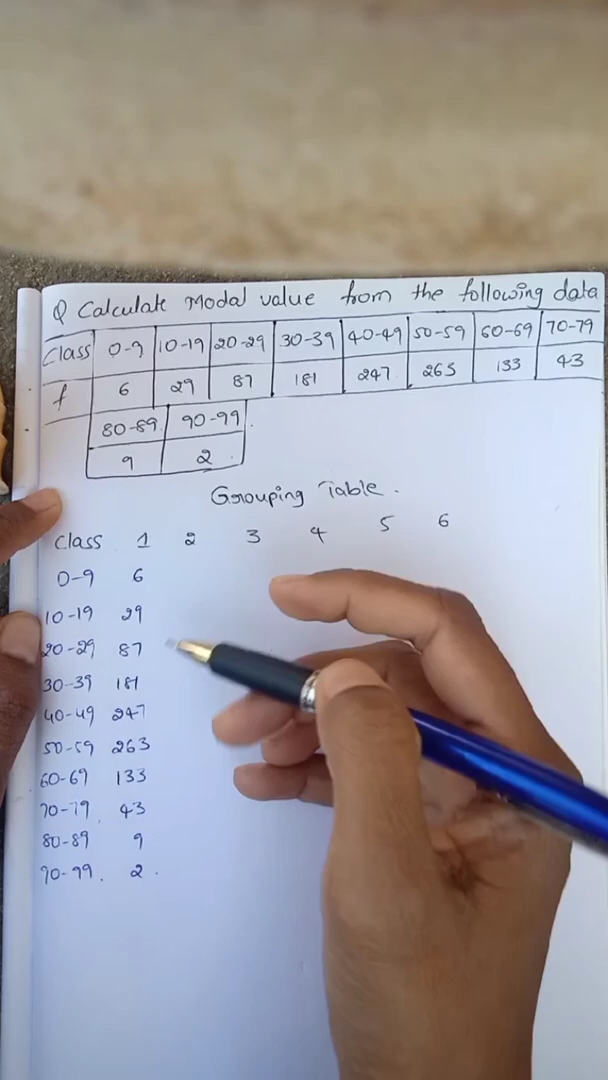 Q Calculate Modal value from the following data
Class 0-9 10-19 20-29 30-39 40-49 50-59 60-69 70-79
f 6 29 87 181 247 263 133 43
80-89 90-99
9 2
Grouping Table.
Class 1 2 3 4 5 6
0-9 6
10-19 29
20-29 87
30-39 181
40-49 247
50-59 263
60-69 133
70-79 43
80-89 9
90-99 2